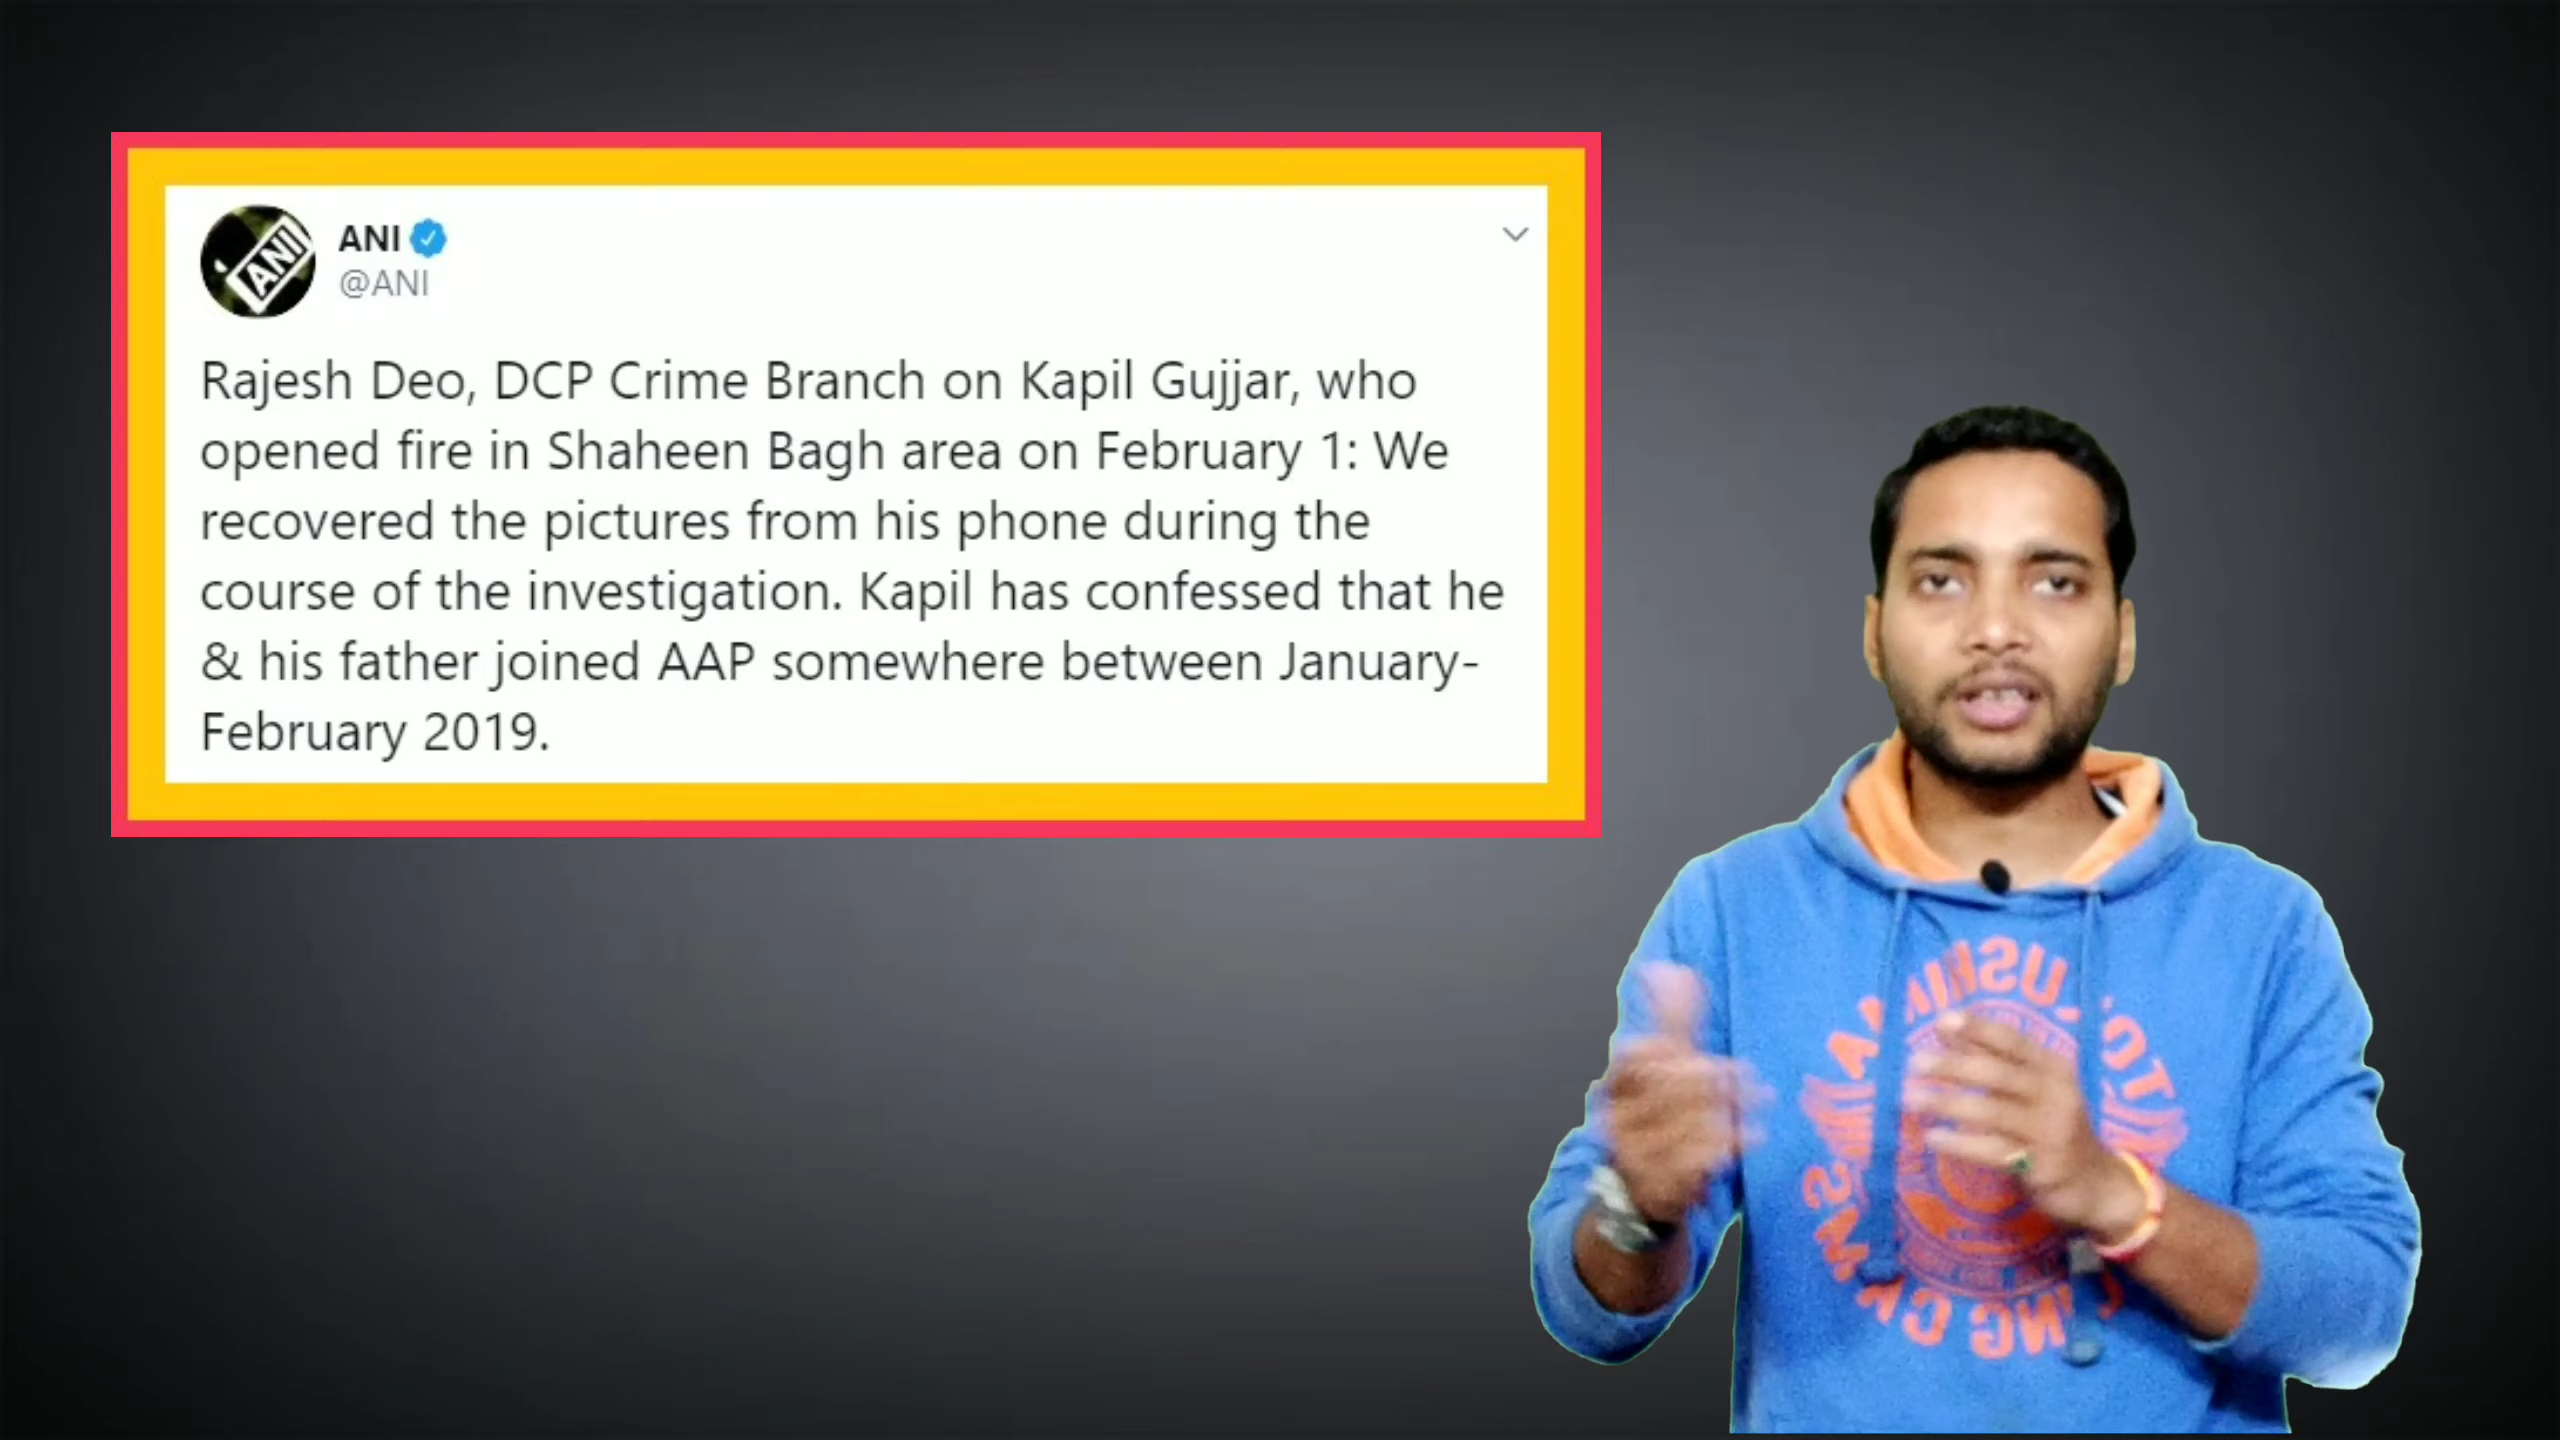 ANI
ANI
@ANI
Rajesh Deo, DCP Crime Branch on Kapil Gujjar, who
opened fire in Shaheen Bagh area on February 1: We
recovered the pictures from his phone during the
course of the investigation. Kapil has confessed that he
& his father joined AAP somewhere between January-
February 2019.